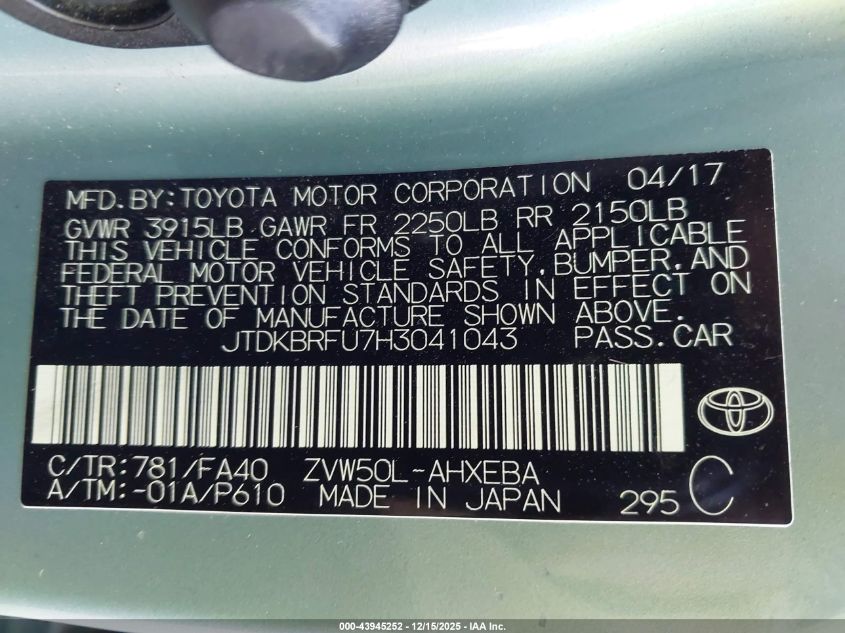 MFD.BY:TOYOTA MOTOR CORPORATION 04/17
GVWR 3915LB GAWR FR 2250LB RR 2150LB
THIS VEHICLE CONFORMS TO ALL APPLICABLE
FEDERAL MOTOR VEHICLE SAFETY,BUMPER,AND
THEFT PREVENTION STANDARDS IN EFFECT ON
THE DATE OF MANUFACTURE SHOWN ABOVE.
JTDKBRFU7H3041043 PASS.CAR
C/TR:781/FA40 ZVW50L-AHXEBA
A/TM:-01A/P610 MADE IN JAPAN 295 C
000-43945252 - 12/15/2025 - IAA Inc.